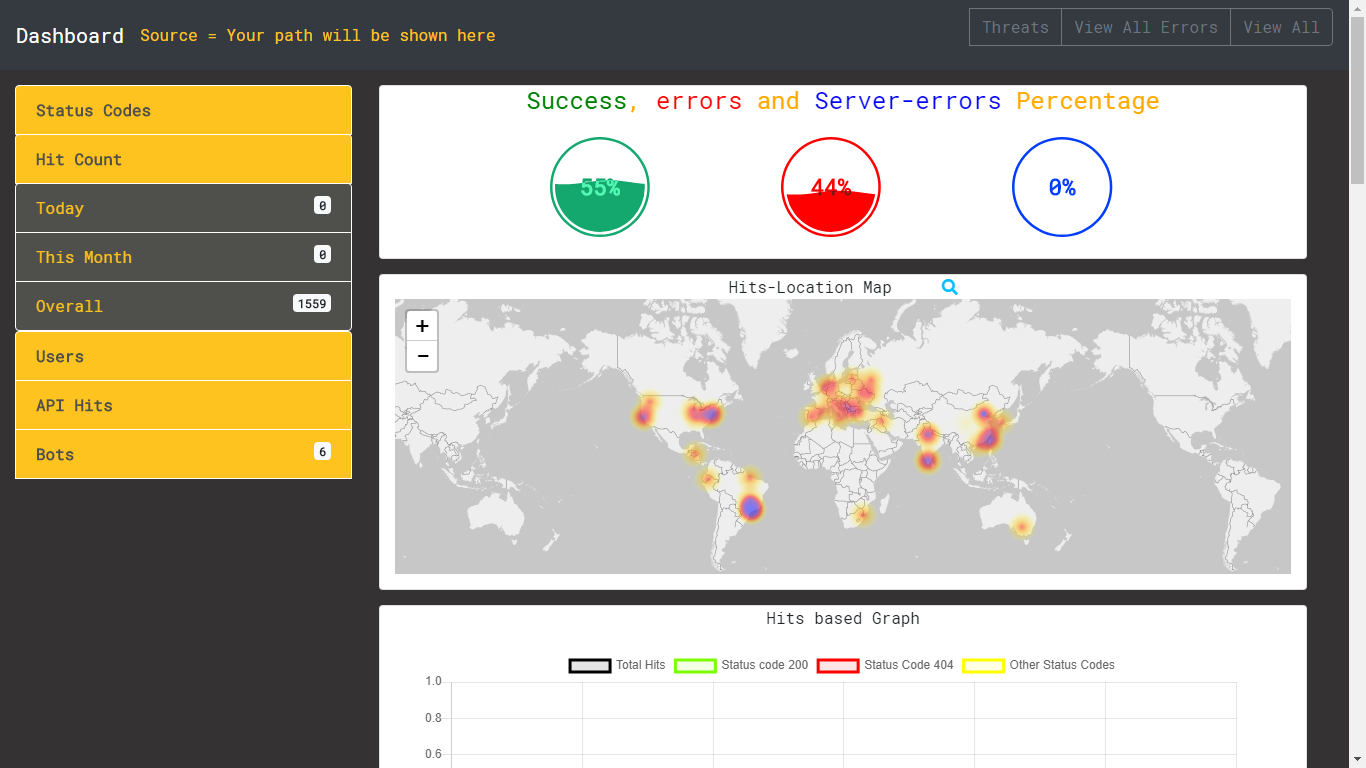 Dashboard Source = Your path will be shown here
Threats View All Errors View All
Status Codes
Hit Count
Today 0
This Month 0
Overall 1559
Users
API Hits
Bots 6
Success, errors and Server-errors Percentage
55% 44% 0%
Hits-Location Map
+
−
Hits based Graph
Total Hits Status code 200 Status Code 404 Other Status Codes
1.0
0.8
0.6